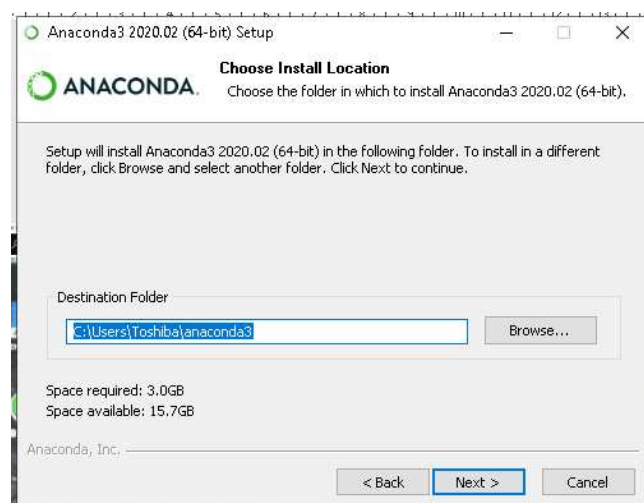 Anaconda3 2020.02 (64-bit) Setup
ANACONDA.
Choose Install Location
Choose the folder in which to install Anaconda3 2020.02 (64-bit).
Setup will install Anaconda3 2020.02 (64-bit) in the following folder. To install in a different
folder, click Browse and select another folder. Click Next to continue.
Destination Folder
C:\Users\Toshiba\anaconda3
Browse...
Space required: 3.0GB
Space available: 15.7GB
Anaconda, Inc.
< Back
Next >
Cancel